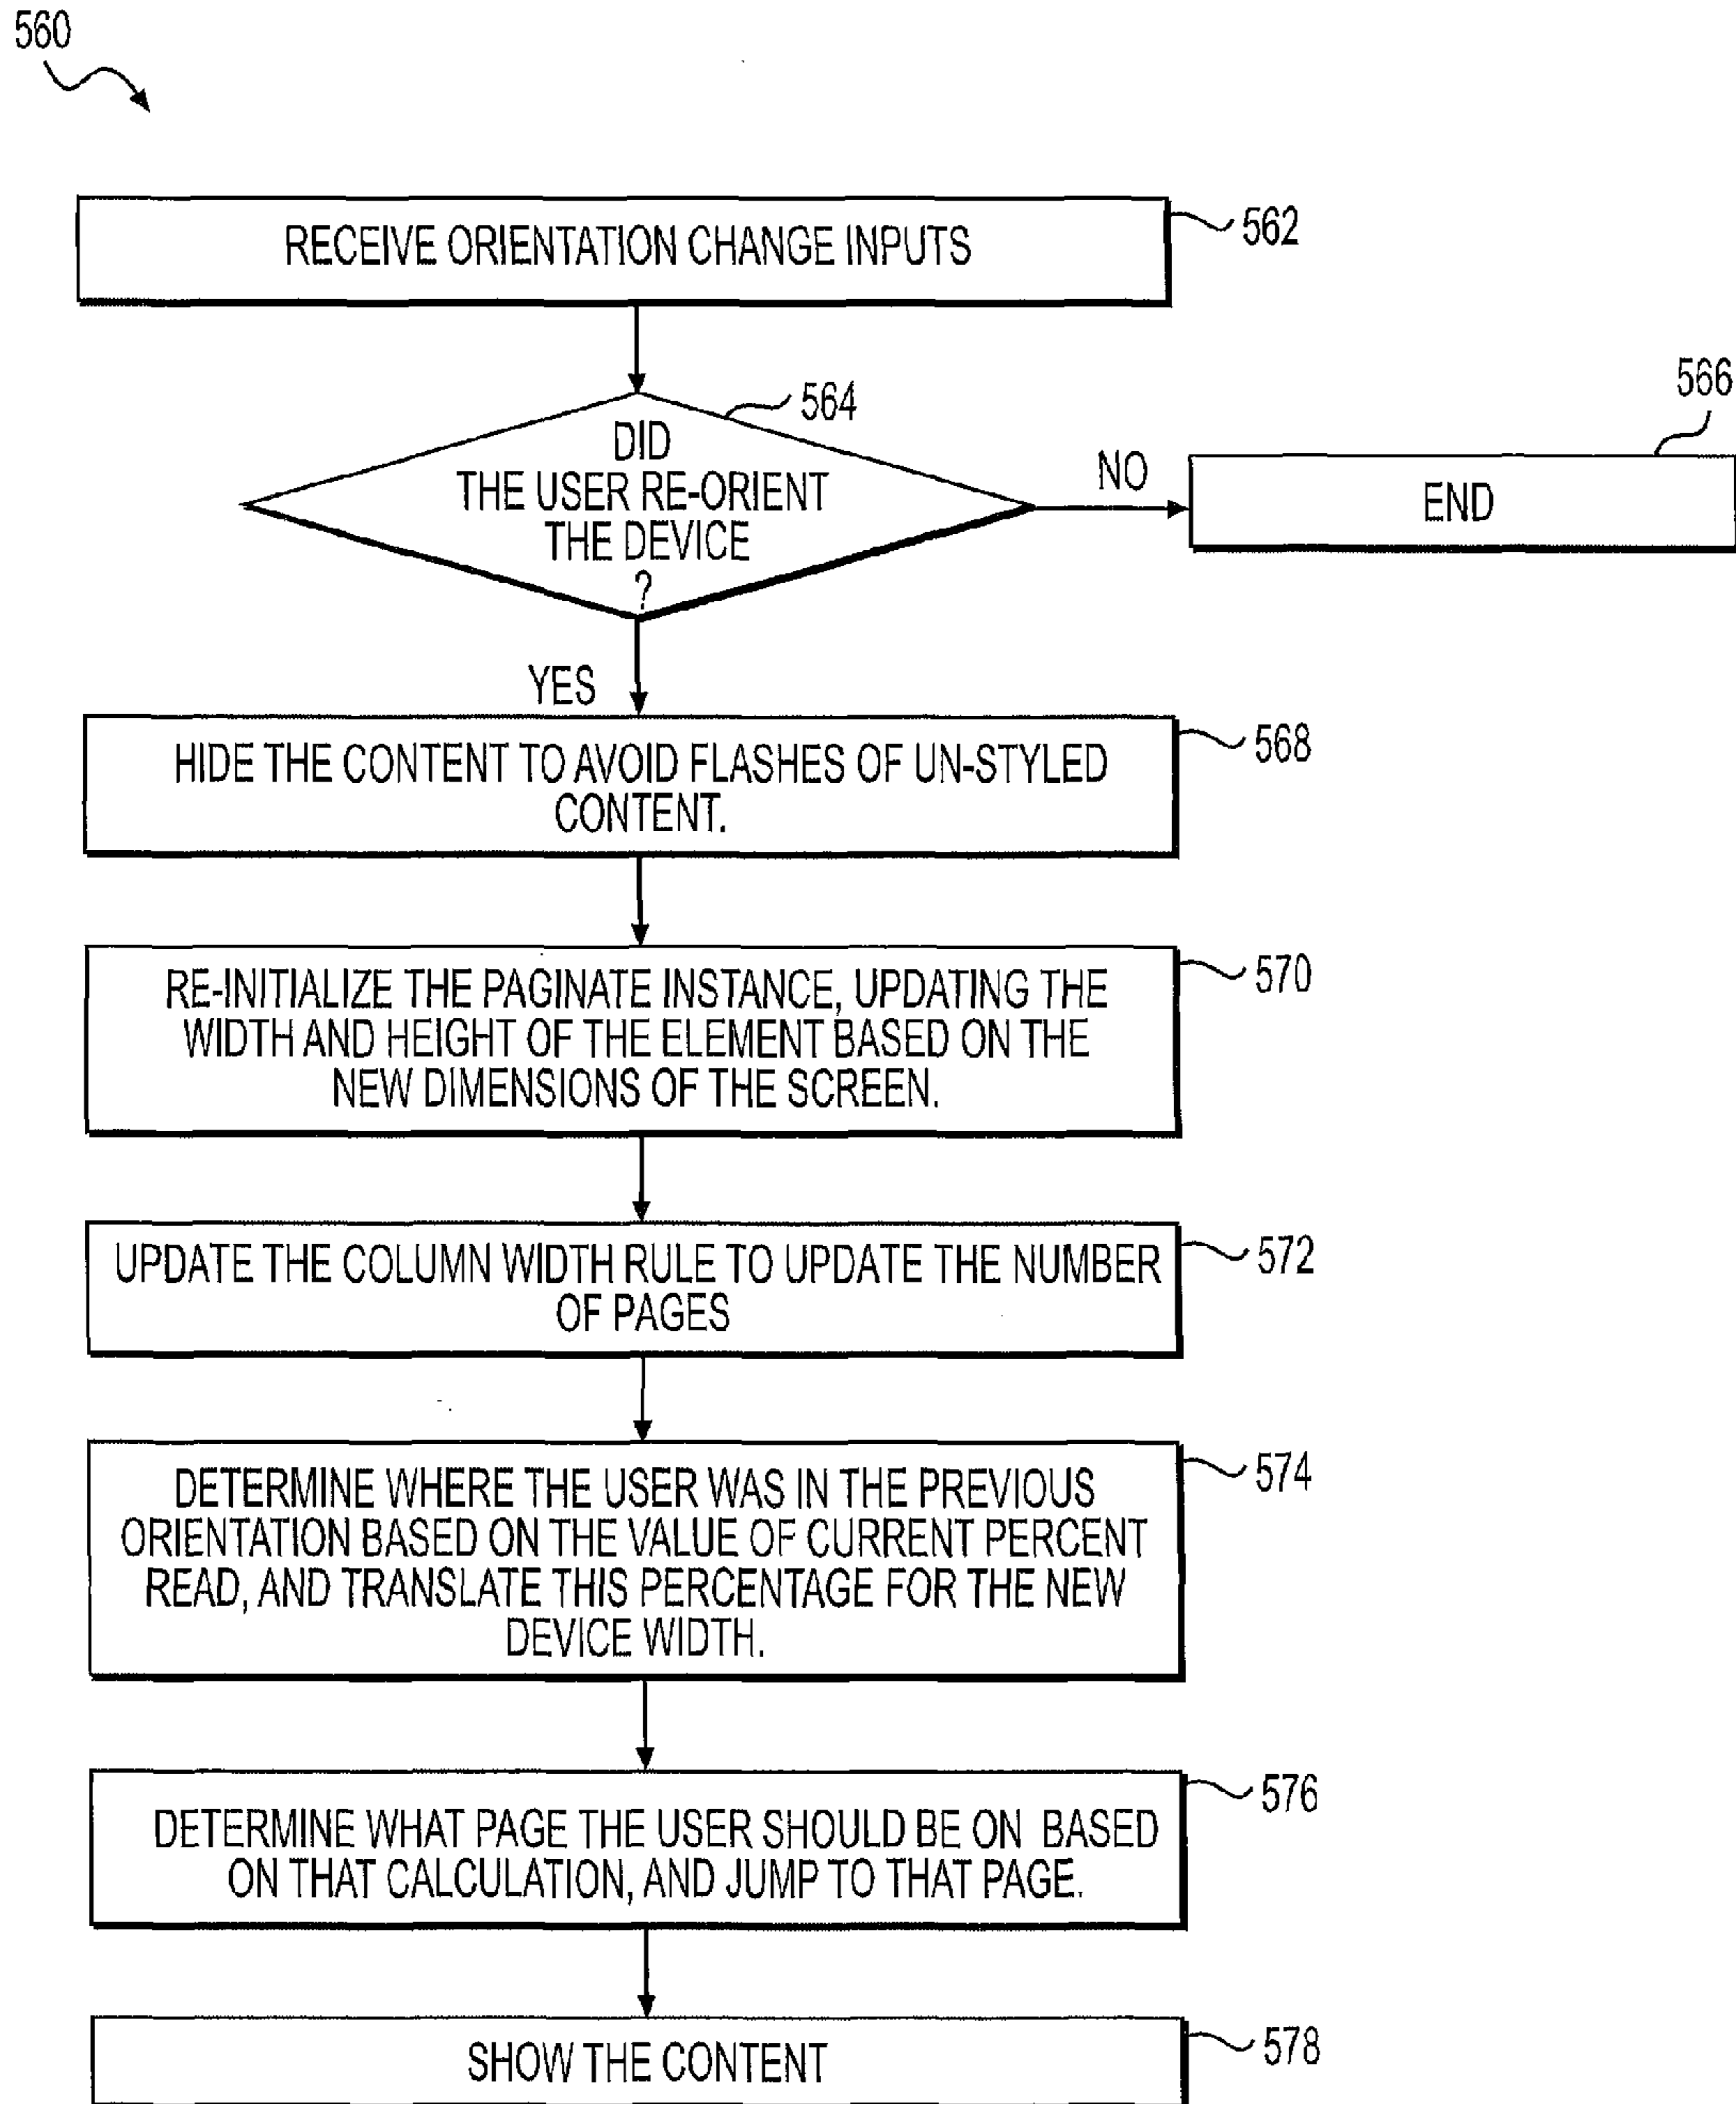 560
RECEIVE ORIENTATION CHANGE INPUTS
562
564
DID
THE USER RE-ORIENT
THE DEVICE
?
NO
566
END
YES
HIDE THE CONTENT TO AVOID FLASHES OF UN-STYLED
CONTENT.
568
RE-INITIALIZE THE PAGINATE INSTANCE, UPDATING THE
WIDTH AND HEIGHT OF THE ELEMENT BASED ON THE
NEW DIMENSIONS OF THE SCREEN.
570
UPDATE THE COLUMN WIDTH RULE TO UPDATE THE NUMBER
OF PAGES
572
DETERMINE WHERE THE USER WAS IN THE PREVIOUS
ORIENTATION BASED ON THE VALUE OF CURRENT PERCENT
READ, AND TRANSLATE THIS PERCENTAGE FOR THE NEW
DEVICE WIDTH.
574
DETERMINE WHAT PAGE THE USER SHOULD BE ON BASED
ON THAT CALCULATION, AND JUMP TO THAT PAGE.
576
SHOW THE CONTENT
578